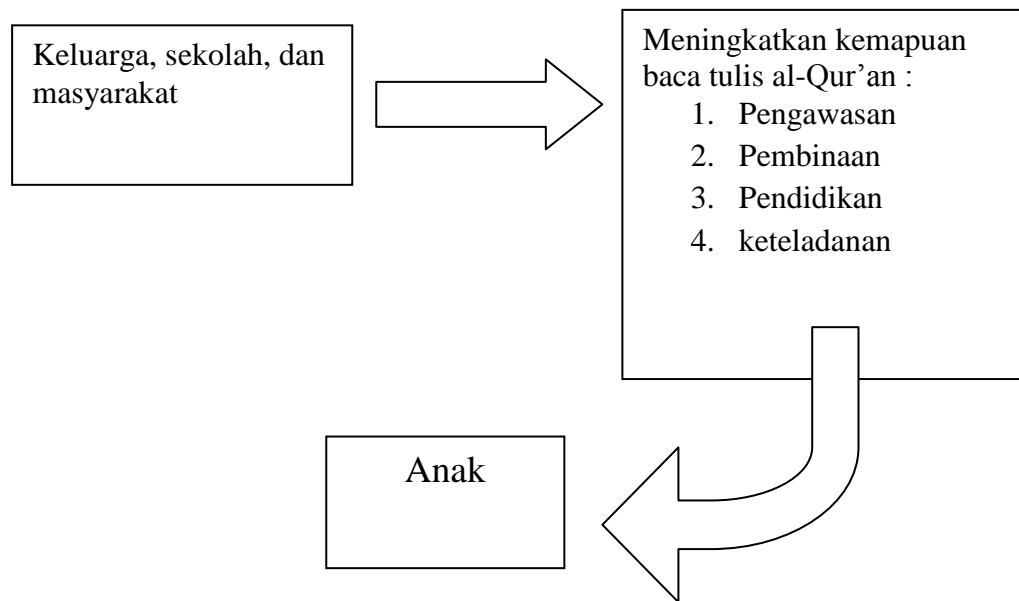 Keluarga, sekolah, dan
masyarakat
Meningkatkan kemapuan
baca tulis al-Qur’an :
1. Pengawasan
2. Pembinaan
3. Pendidikan
4. keteladanan
Anak